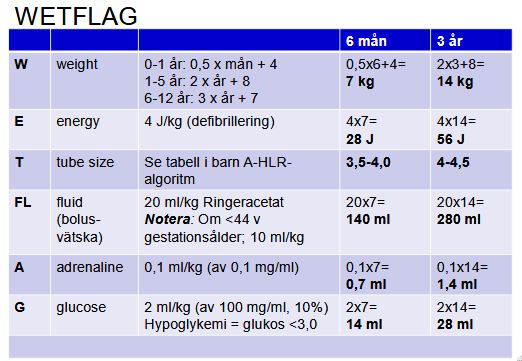 WETFLAG
6 mån 3 år
W weight 0-1 år: 0,5 x mån + 4 0,5x6+4= 2x3+8=
1-5 år: 2 x år + 8 7 kg 14 kg
6-12 år: 3 x år + 7
E energy 4 J/kg (defibrillering) 4x7= 4x14=
28 J 56 J
T tube size Se tabell i barn A-HLR- 3,5-4,0 4-4,5
algoritm
FL fluid 20 ml/kg Ringeracetat 20x7= 20x14=
(bolus- Notera: Om <44 v 140 ml 280 ml
vätska) gestationsålder; 10 ml/kg
A adrenaline 0,1 ml/kg (av 0,1 mg/ml) 0,1x7= 0,1x14=
0,7 ml 1,4 ml
G glucose 2 ml/kg (av 100 mg/ml, 10%) 2x7= 2x14=
Hypoglykemi = glukos <3,0 14 ml 28 ml